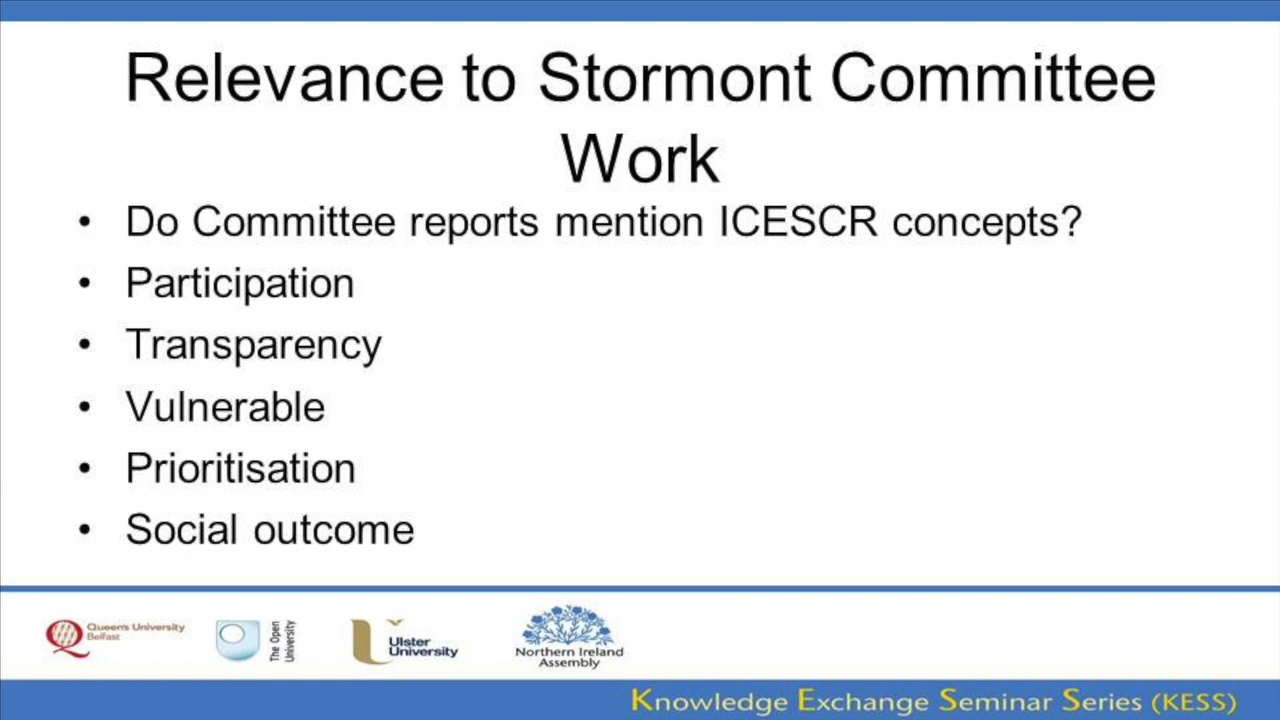 Relevance to Stormont Committee
Work
• Do Committee reports mention ICESCR concepts?
• Participation
• Transparency
• Vulnerable
• Prioritisation
• Social outcome
Queen's University
Belfast
The Open
University
Ulster
University
Northern Ireland
Assembly
Knowledge Exchange Seminar Series (KESS)